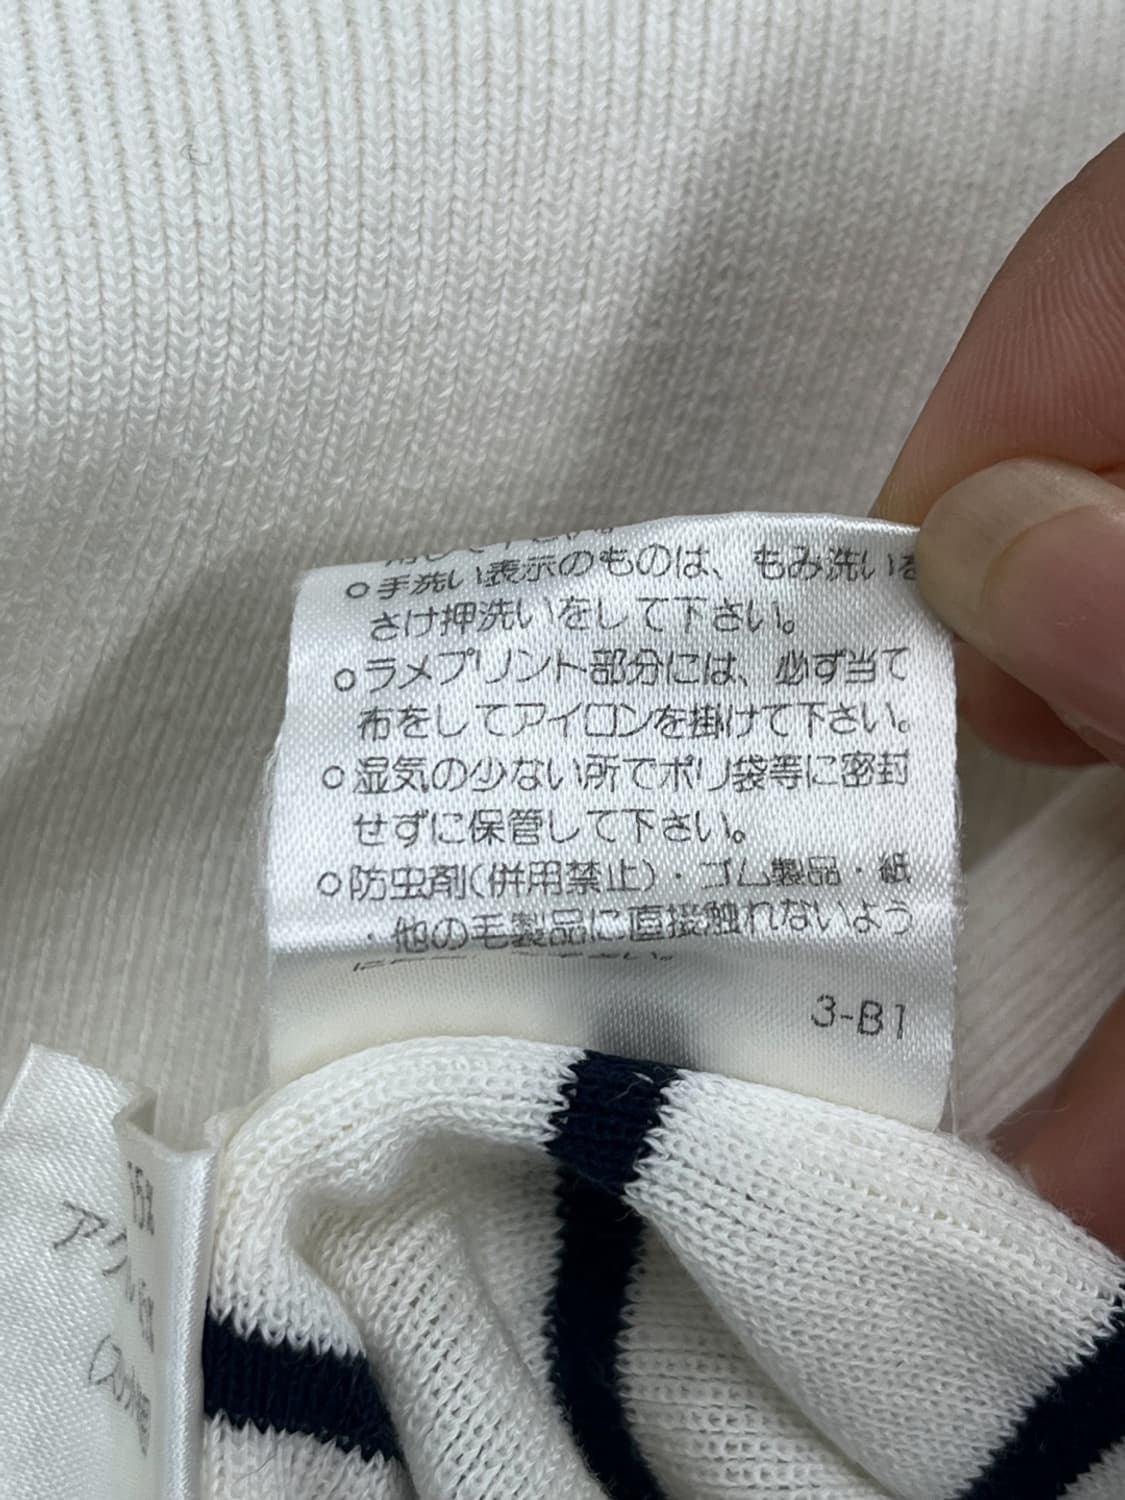 ○手洗い表示のものは、もみ洗いを
さけ押洗いをして下さい。
○ラメプリント部分には、必ず当て
布をしてアイロンを掛けて下さい。
○湿気の少ない所でポリ袋等に密封
せずに保管して下さい。
○防虫剤(併用禁止)・ゴム製品・紙
・他の毛製品に直接触れないよう
3-B1